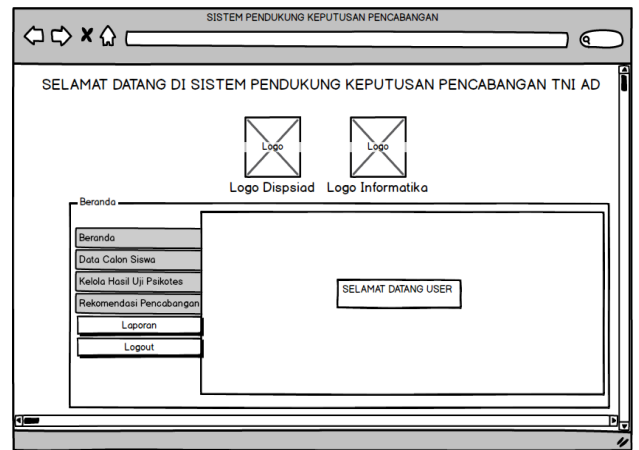 SISTEM PENDUKUNG KEPUTUSAN PENCABANGAN
SELAMAT DATANG DI SISTEM PENDUKUNG KEPUTUSAN PENCABANGAN TNI AD
Logo Logo
Logo Dispsiad Logo Informatika
Beranda
Beranda
Data Calon Siswa
Kelola Hasil Uji Psikotes
Rekomendasi Pencabangan
Laporan
Logout
SELAMAT DATANG USER